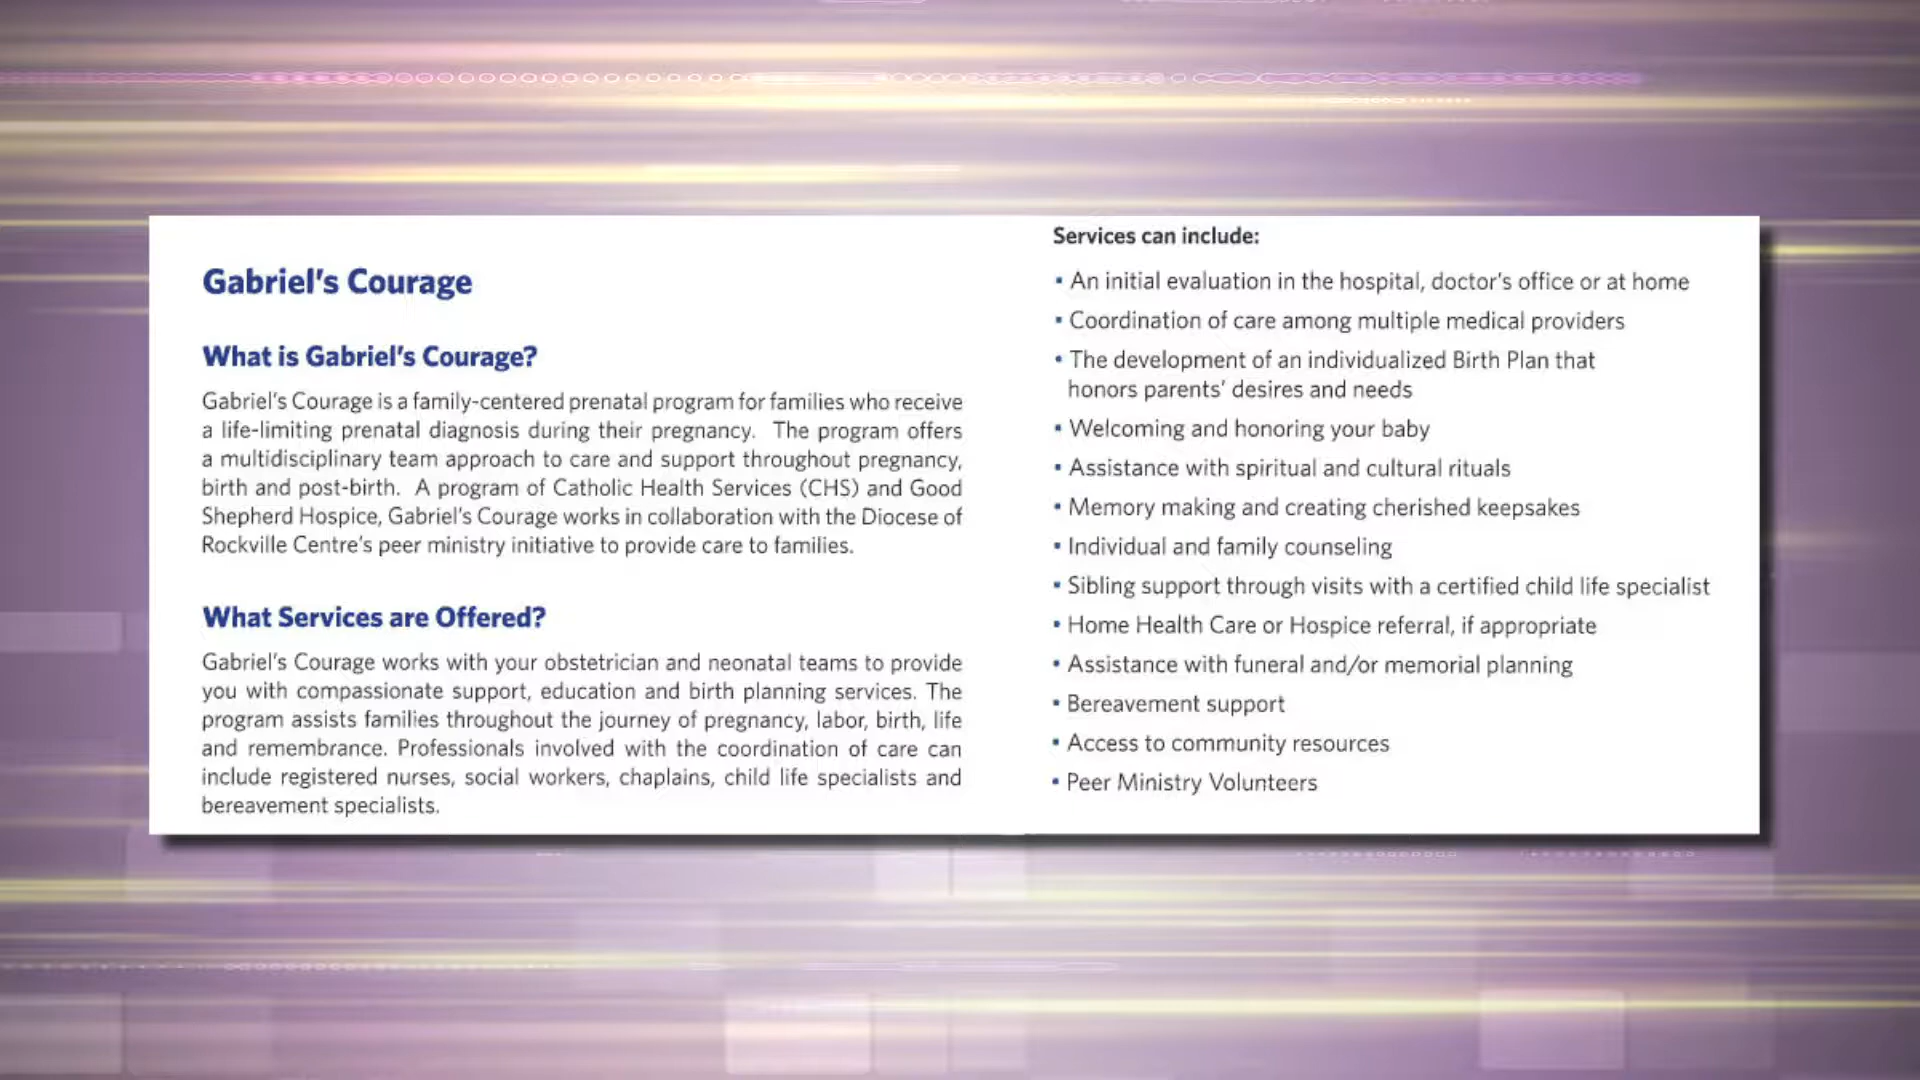 Gabriel's Courage
What is Gabriel's Courage?
Gabriel's Courage is a family-centered prenatal program for families who receive
a life-limiting prenatal diagnosis during their pregnancy. The program offers
a multidisciplinary team approach to care and support throughout pregnancy,
birth and post-birth. A program of Catholic Health Services (CHS) and Good
Shepherd Hospice, Gabriel's Courage works in collaboration with the Diocese of
Rockville Centre's peer ministry initiative to provide care to families.
What Services are Offered?
Gabriel's Courage works with your obstetrician and neonatal teams to provide
you with compassionate support, education and birth planning services. The
program assists families throughout the journey of pregnancy, labor, birth, life
and remembrance. Professionals involved with the coordination of care can
include registered nurses, social workers, chaplains, child life specialists and
bereavement specialists.
Services can include:
▪ An initial evaluation in the hospital, doctor's office or at home
▪ Coordination of care among multiple medical providers
▪ The development of an individualized Birth Plan that
honors parents' desires and needs
▪ Welcoming and honoring your baby
▪ Assistance with spiritual and cultural rituals
▪ Memory making and creating cherished keepsakes
▪ Individual and family counseling
▪ Sibling support through visits with a certified child life specialist
▪ Home Health Care or Hospice referral, if appropriate
▪ Assistance with funeral and/or memorial planning
▪ Bereavement support
▪ Access to community resources
▪ Peer Ministry Volunteers